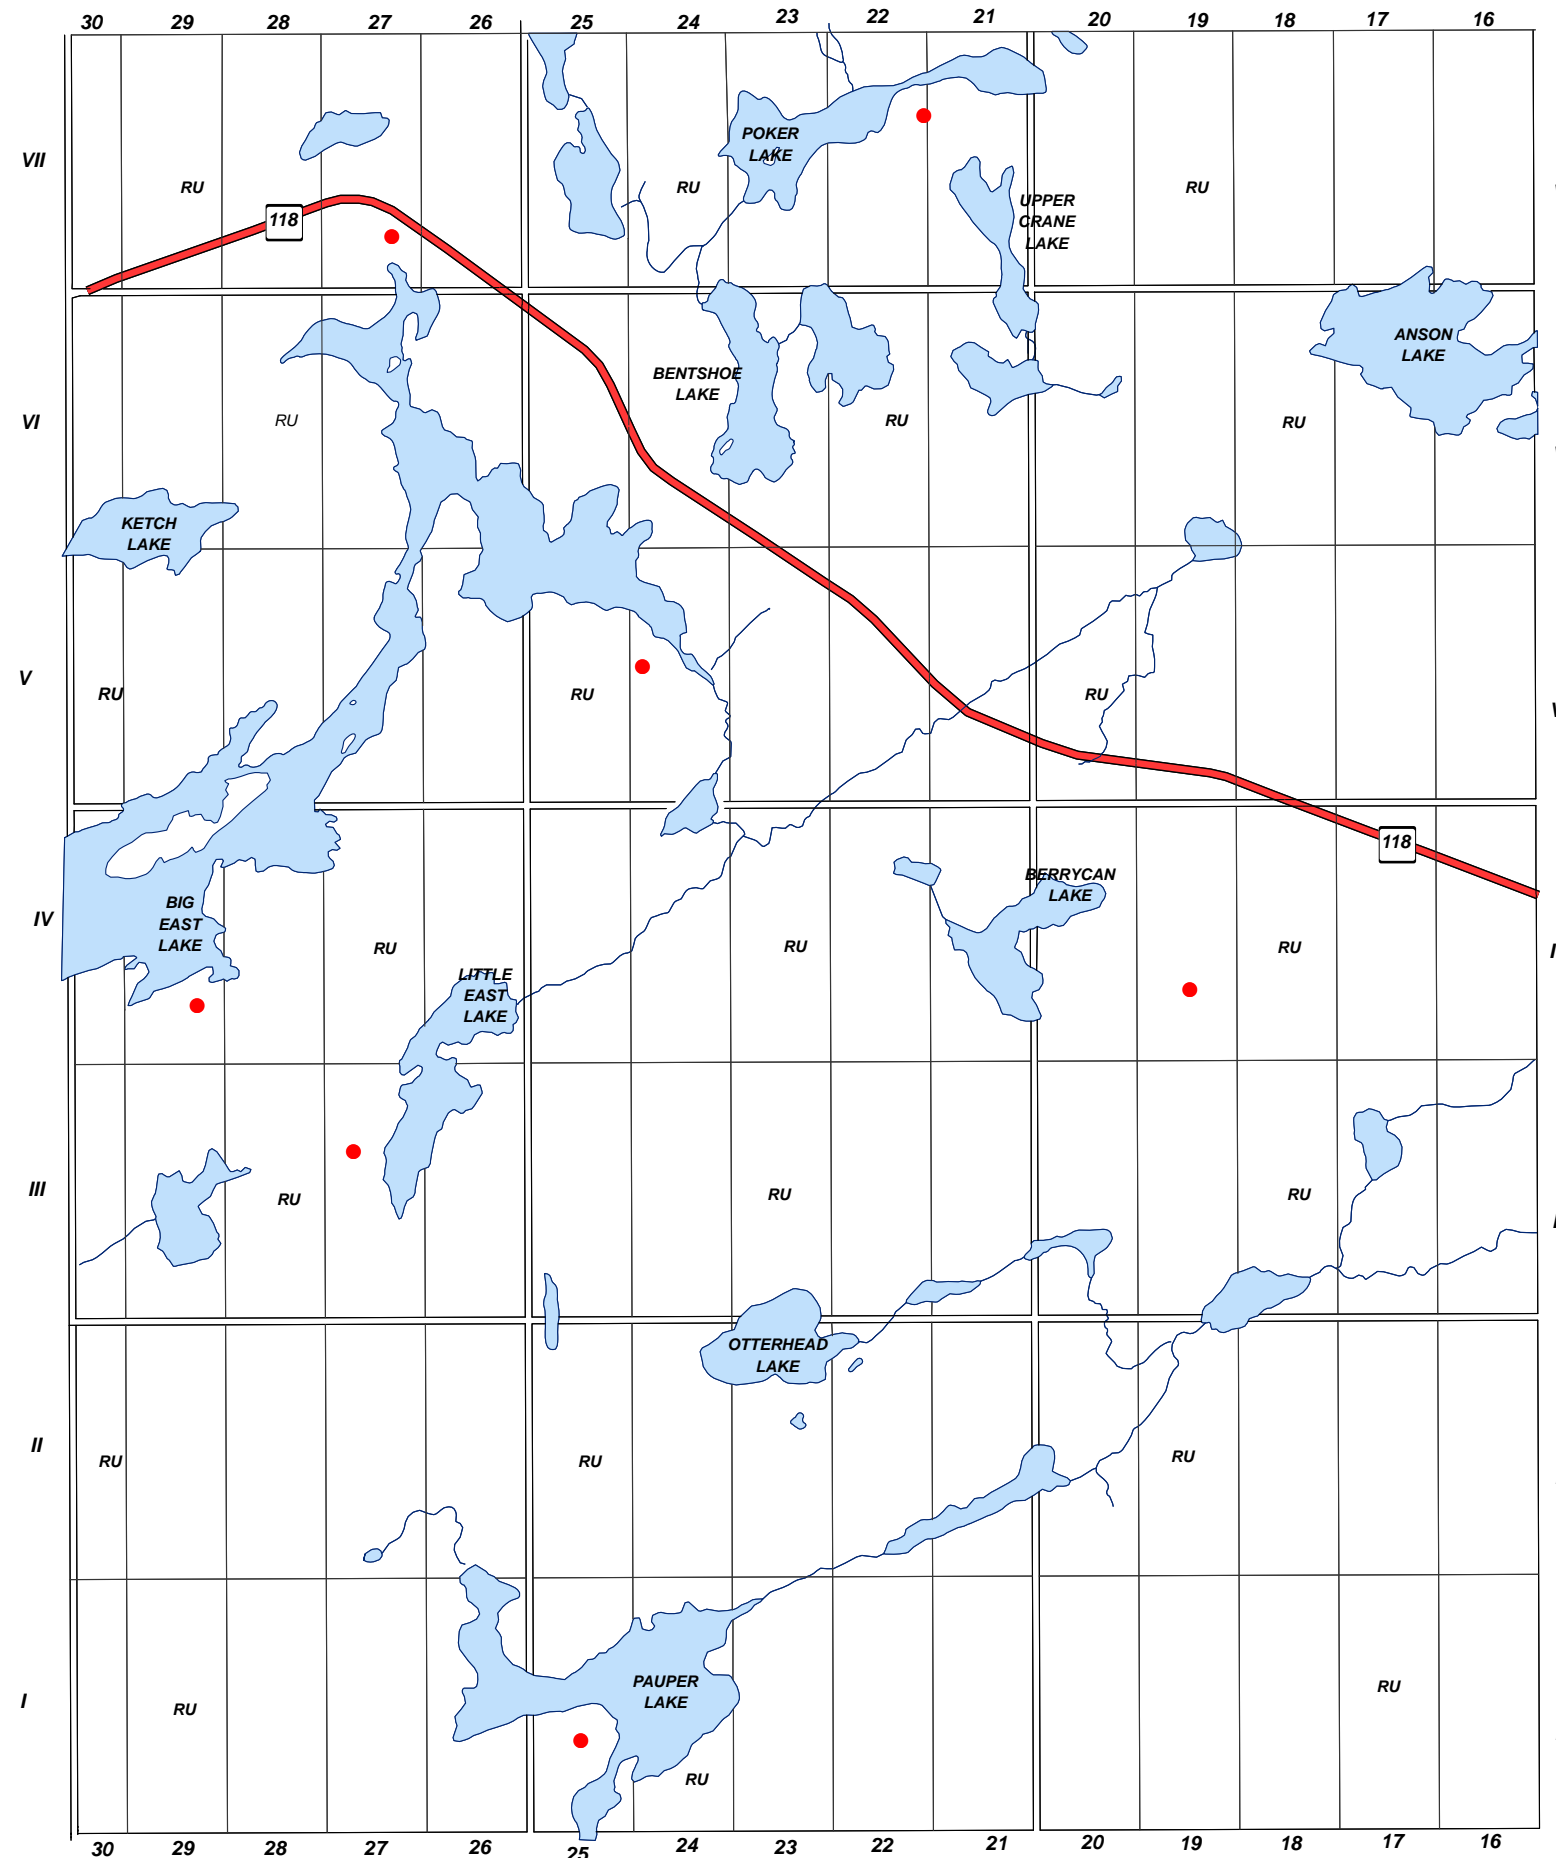 30 29 28 27 26 25 24 23 22 21 20 19 18 17 16
VII
POKER
LAKE
RU
RU
RU
UPPER
CRANE
LAKE
118
ANSON
LAKE
BENTSHOE
LAKE
VI
RU
RU
RU
KETCH
LAKE
V
RU
RU
RU
118
BERRYCAN
LAKE
BIG
EAST
LAKE
IV
RU
RU
RU
LITTLE
EAST
LAKE
III
RU
RU
RU
OTTERHEAD
LAKE
II
RU
RU
RU
PAUPER
LAKE
I
RU
RU
RU
30 29 28 27 26 25 24 23 22 21 20 19 18 17 16